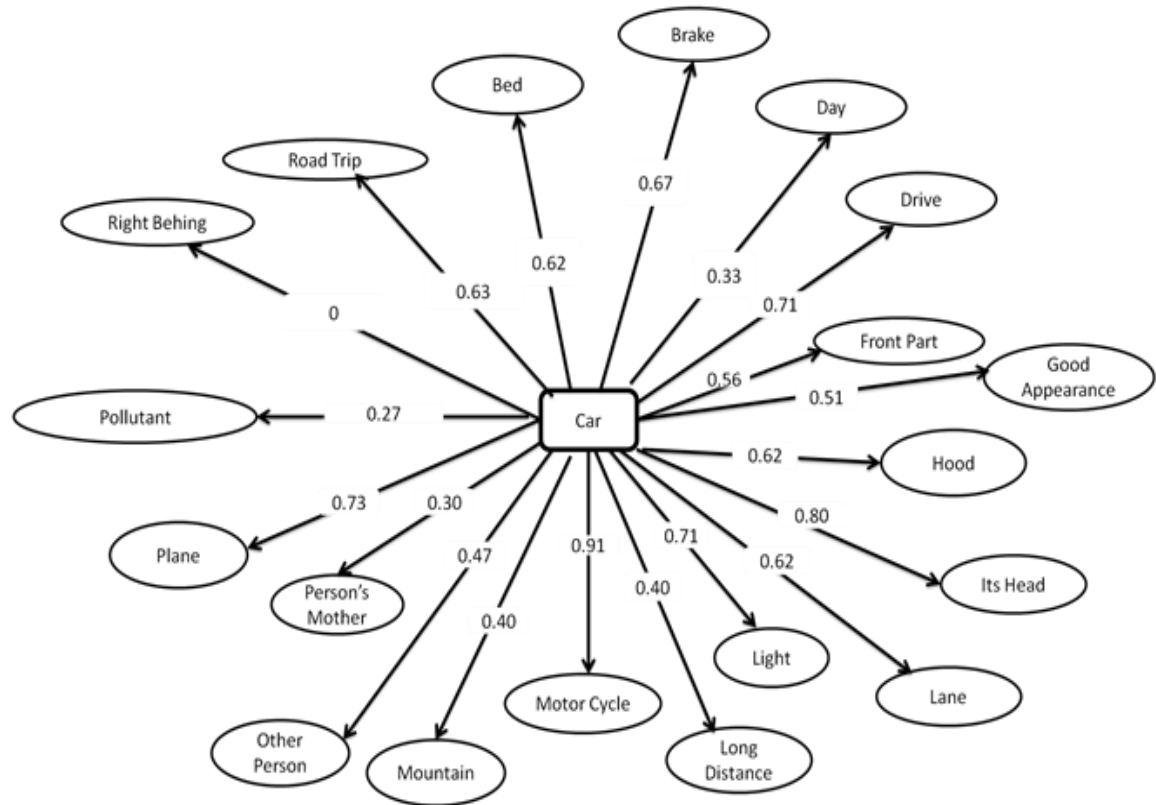 Brake
Bed
Day
Road Trip
0.67
Drive
Right Behing
0.62
0.33
0.63
0.71
0
Front Part
Good
Appearance
0.56
0.51
Pollutant
0.27
Car
0.62
Hood
0.73
0.30
0.80
Plane
0.47
0.91
0.71
0.62
Its Head
Person's
Mother
0.40
0.40
Light
Lane
Motor Cycle
Other
Person
Mountain
Long
Distance